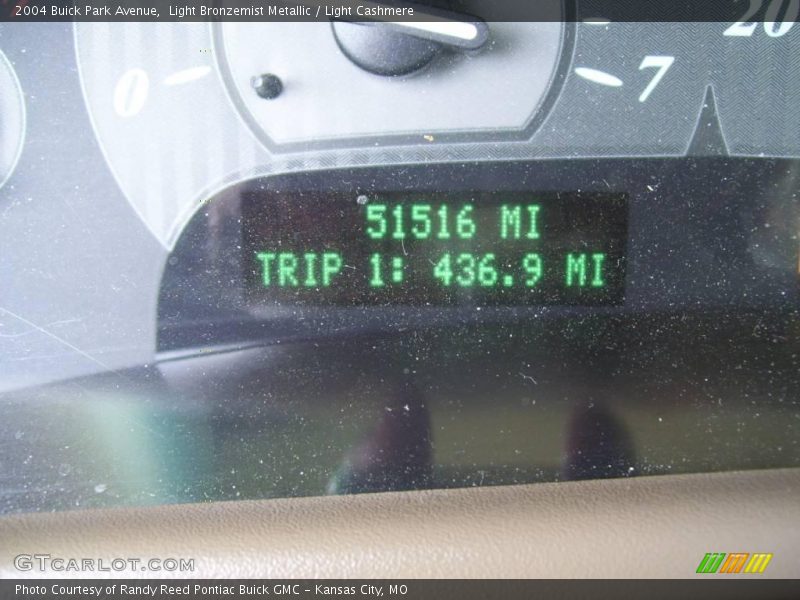 2004 Buick Park Avenue,  Light Bronzemist Metallic / Light Cashmere
20
0
7
51516 MI
TRIP 1: 436.9 MI
GTCARLOT.COM
Photo Courtesy of Randy Reed Pontiac Buick GMC - Kansas City, MO